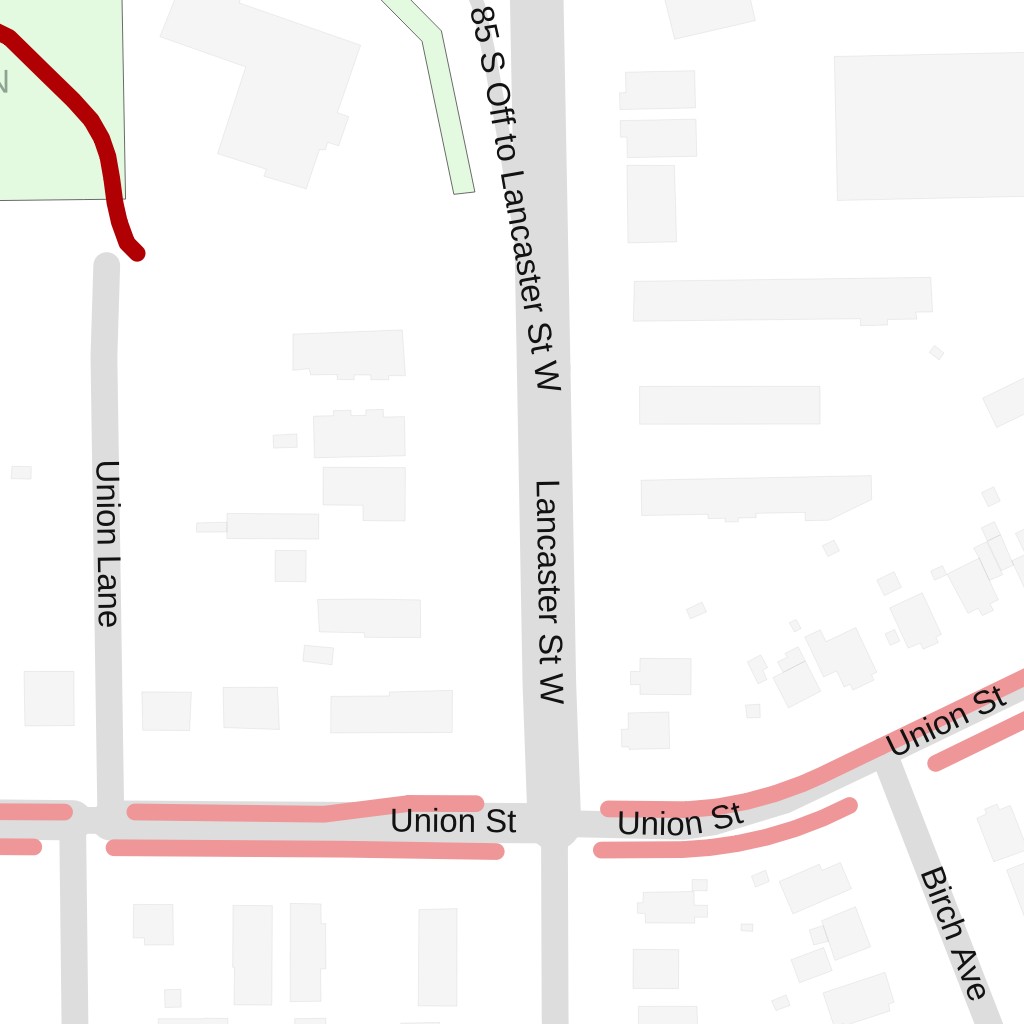 N
85 S Off to Lancaster St W
Union Lane
Lancaster St W
Union St
Union St
Union St
Birch Ave